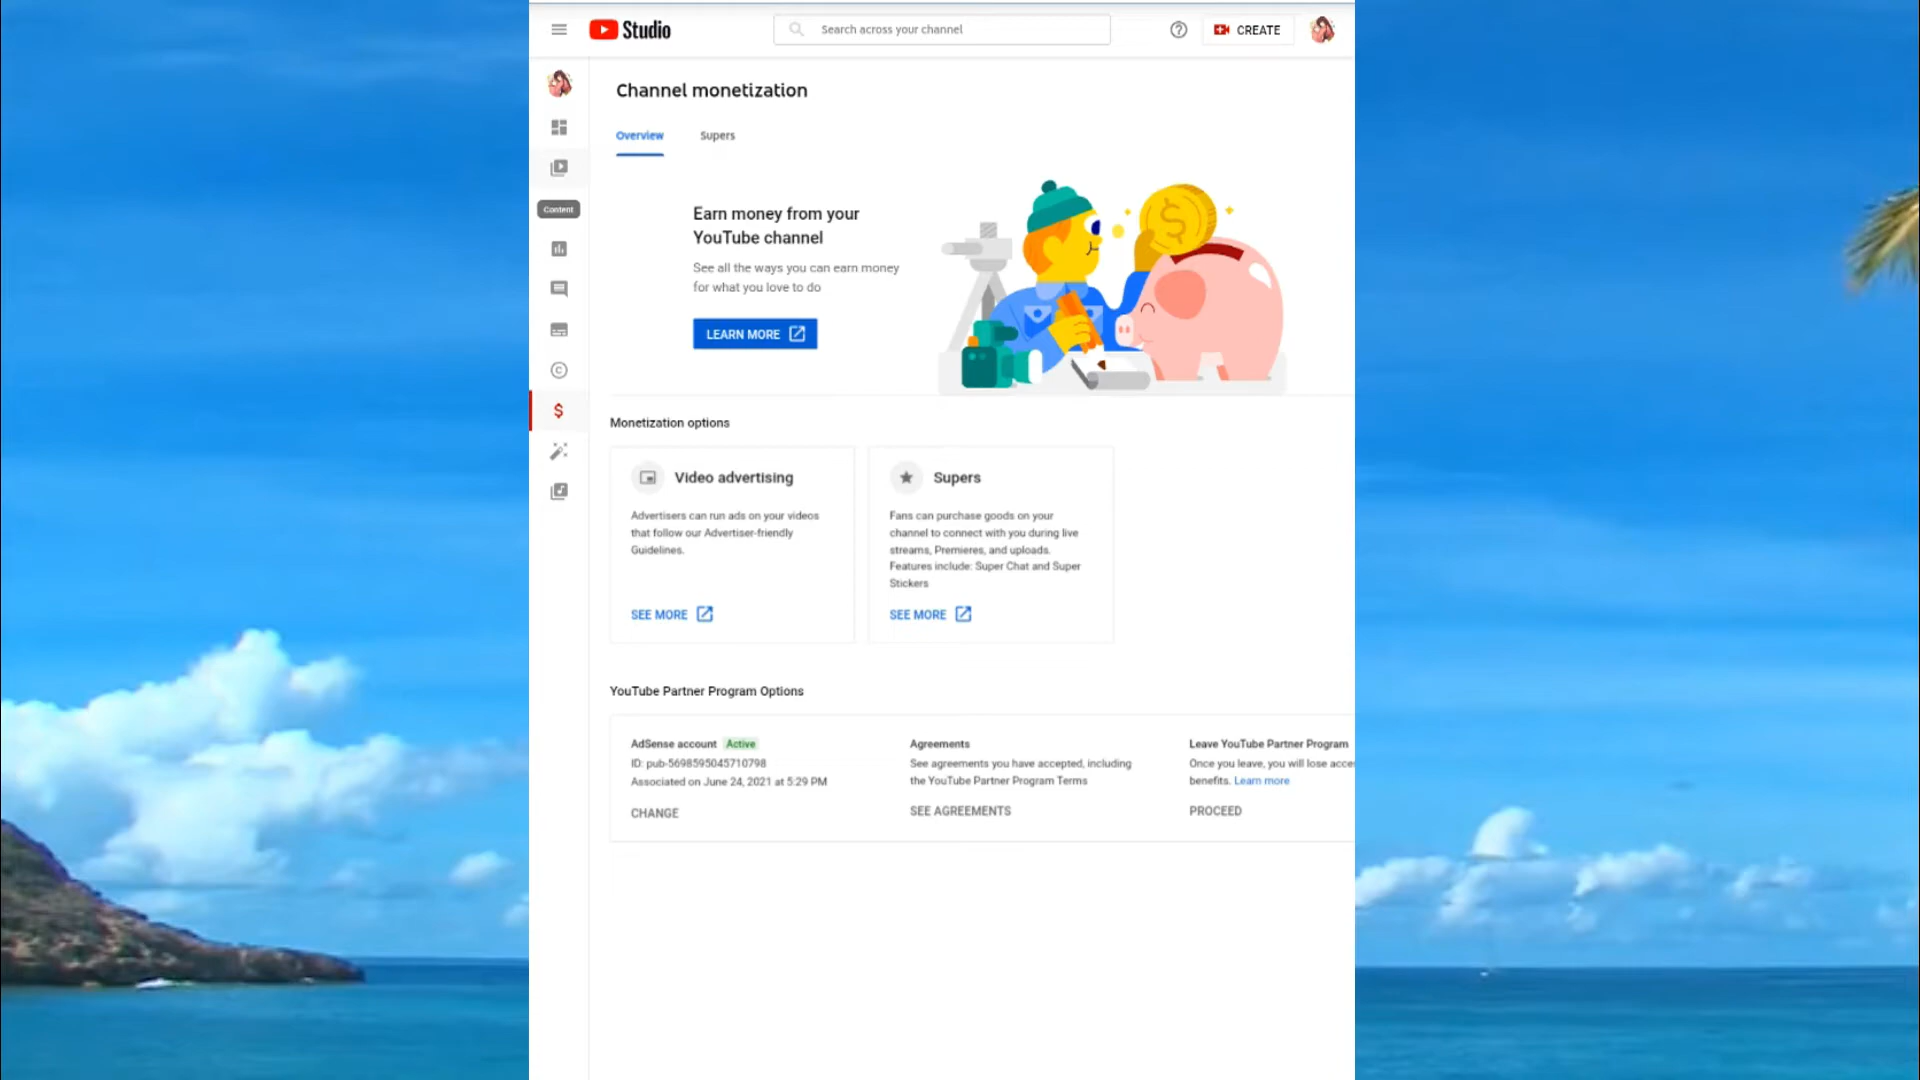 Studio
Search across your channel
CREATE
Channel monetization
Overview
Supers
Content
Earn money from your
YouTube channel
See all the ways you can earn money
for what you love to do
LEARN MORE
Monetization options
Video advertising
Advertisers can run ads on your videos
that follow our Advertiser-friendly
Guidelines.
SEE MORE
Supers
Fans can purchase goods on your
channel to connect with you during live
streams, Premieres, and uploads.
Features include: Super Chat and Super
Stickers
SEE MORE
YouTube Partner Program Options
AdSense account Active
ID: pub-5698595045710798
Associated on June 24, 2021 at 5:29 PM
CHANGE
Agreements
See agreements you have accepted, including
the YouTube Partner Program Terms
SEE AGREEMENTS
Leave YouTube Partner Program
Once you leave, you will lose acce
benefits. Learn more
PROCEED